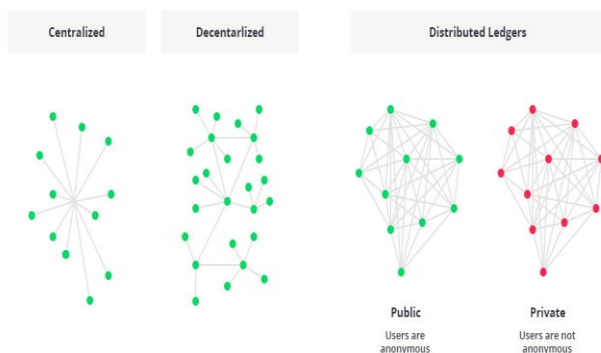 Centralized
Decentarlized
Distributed Ledgers
Public
Users are
anonymous
Private
Users are not
anonymous